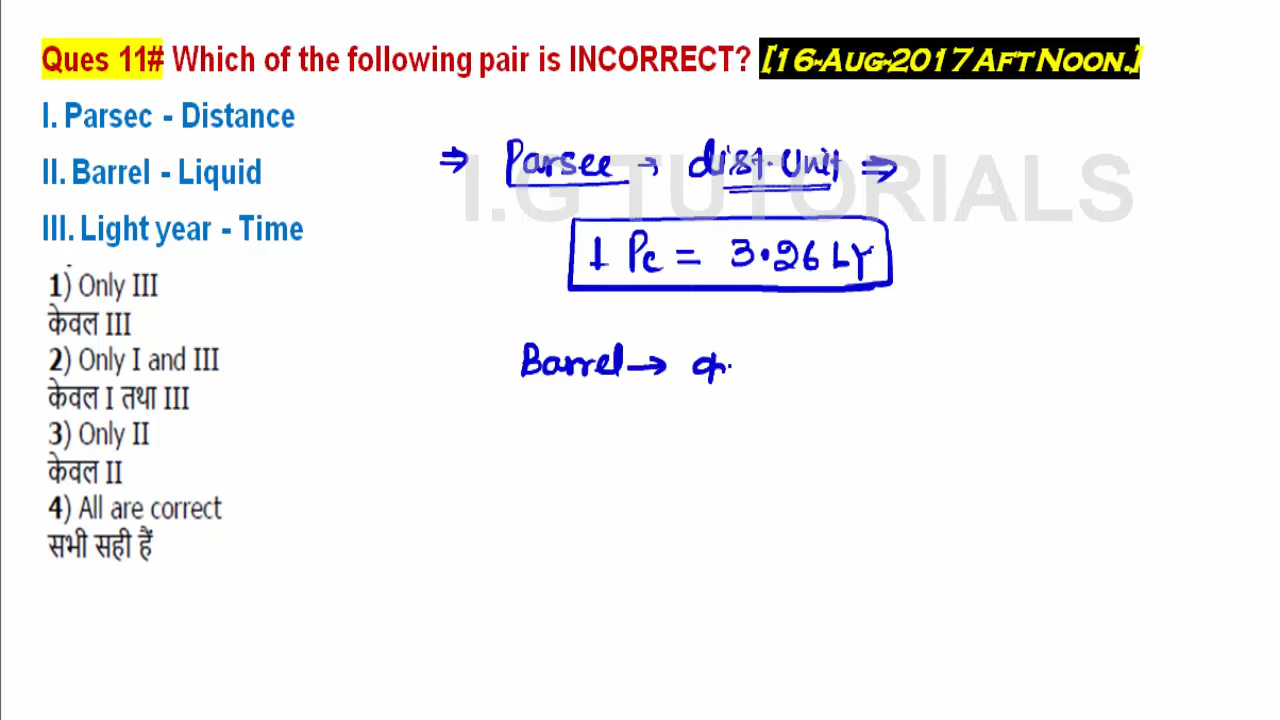 Ques 11# Which of the following pair is INCORRECT? [16-Aug-2017 Aft Noon.]
I. Parsec - Distance
II. Barrel - Liquid
III. Light year - Time
1) Only III
केवल III
2) Only I and III
केवल I तथा III
3) Only II
केवल II
4) All are correct
सभी सही हैं
⇒ Parsec → dist. Unit ⇒
I.G TUTORIALS
1 Pc = 3.26 LY
Barrel →